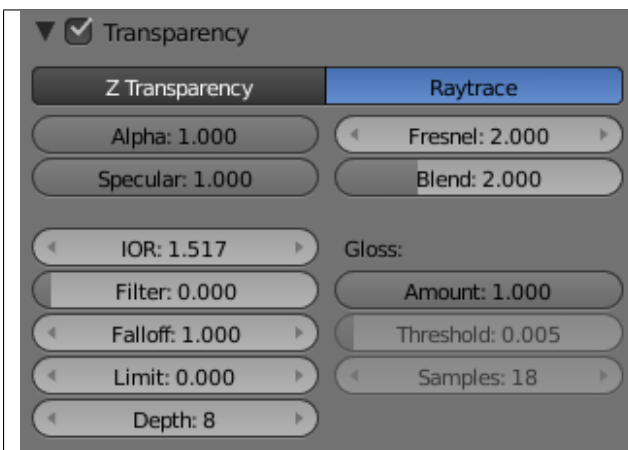 Transparency
Z Transparency
Raytrace
Alpha: 1.000
Fresnel: 2.000
Specular: 1.000
Blend: 2.000
IOR: 1.517
Gloss:
Filter: 0.000
Amount: 1.000
Falloff: 1.000
Threshold: 0.005
Limit: 0.000
Samples: 18
Depth: 8